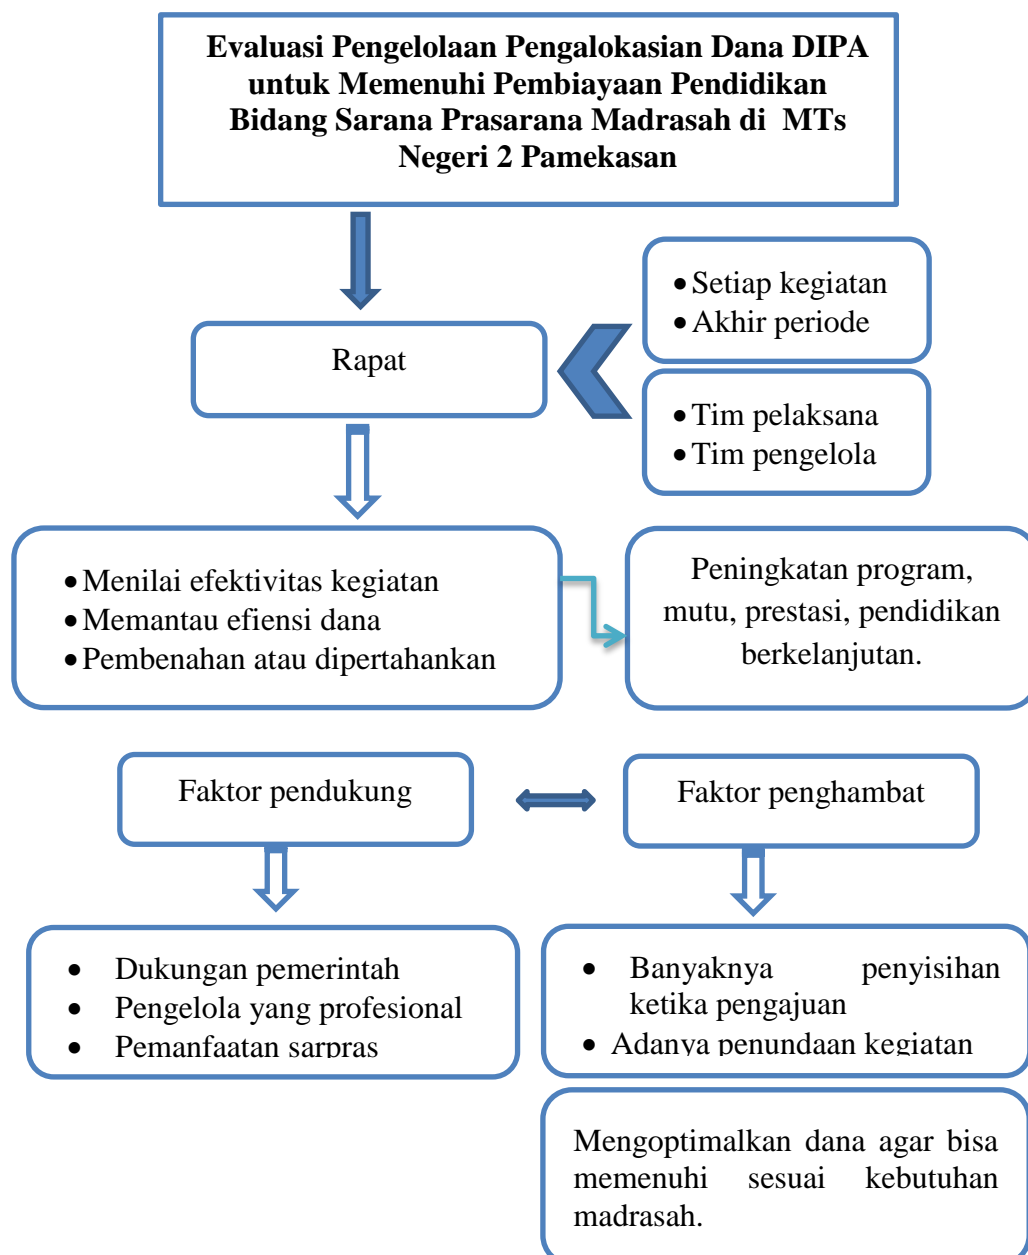 Evaluasi Pengelolaan Pengalokasian Dana DIPA
untuk Memenuhi Pembiayaan Pendidikan
Bidang Sarana Prasarana Madrasah di MTs
Negeri 2 Pamekasan
• Setiap kegiatan
• Akhir periode
Rapat
• Tim pelaksana
• Tim pengelola
• Menilai efektivitas kegiatan
• Memantau efiensi dana
• Pembenahan atau dipertahankan
Peningkatan program,
mutu, prestasi, pendidikan
berkelanjutan.
Faktor pendukung
Faktor penghambat
• Dukungan pemerintah
• Pengelola yang profesional
• Pemanfaatan sarpras
• Banyaknya penyisihan
ketika pengajuan
• Adanya penundaan kegiatan
Mengoptimalkan dana agar bisa
memenuhi sesuai kebutuhan
madrasah.